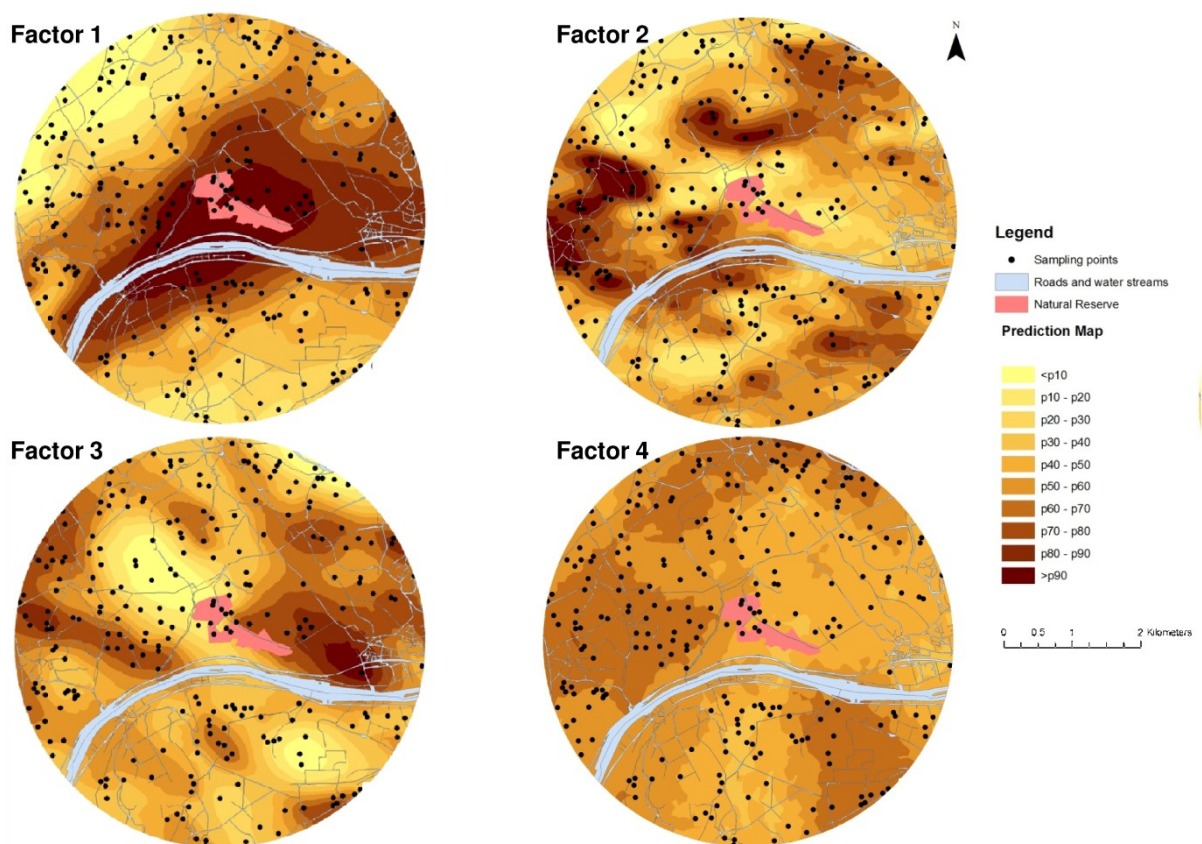 Factor 1
Factor 2
N
Legend
Sampling points
Roads and water streams
Natural Reserve
Prediction Map
<p10
p10 - p20
p20 - p30
p30 - p40
p40 - p50
p50 - p60
p60 - p70
p70 - p80
p80 - p90
>p90
0 0.5 1 2 Kilometers
Factor 3
Factor 4